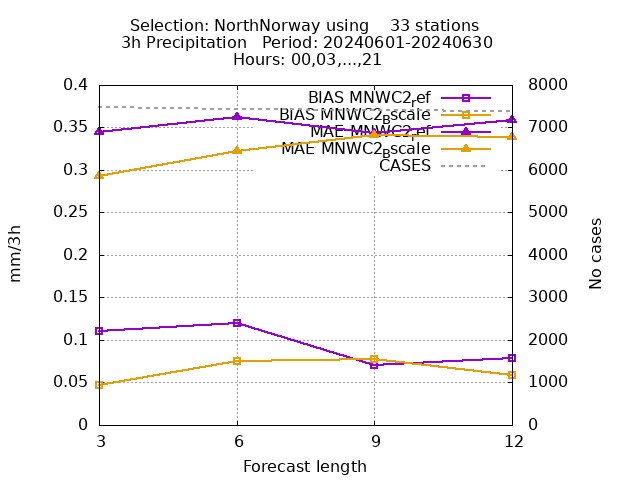 Selection: NorthNorway using 33 stations
3h Precipitation Period: 20240601-20240630
Hours: 00,03,...,21
0.4
0.35
0.3
0.25
0.2
0.15
0.1
0.05
0
8000
7000
6000
5000
4000
3000
2000
1000
0
BIAS MNWC2ref
BIAS MNWC2Bscale
MAE MNWC2ref
MAE MNWC2Bscale
CASES
mm/3h
No cases
3 6 9 12
Forecast length